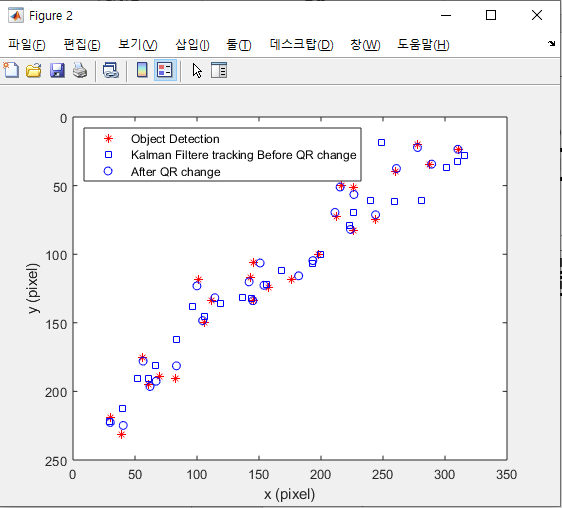 Figure 2
파일(F) 편집(E) 보기(V) 삽입(I) 툴(T) 데스크탑(D) 창(W) 도움말(H)
Object Detection
Kalman Filtere tracking Before QR change
After QR change
0
50
100
150
200
250
y (pixel)
0 50 100 150 200 250 300 350
x (pixel)